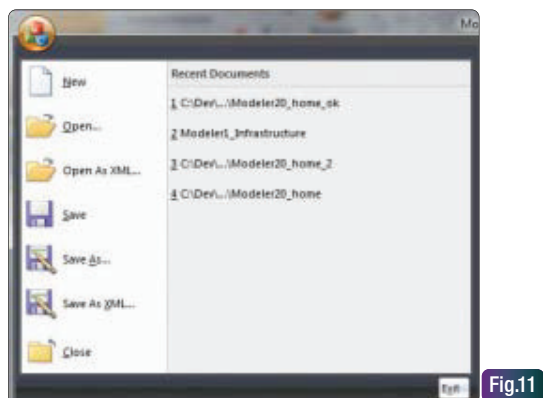 Mo
New
Open...
Open As XML...
Save
Save As...
Save As XML...
Close
Recent Documents
1 C:\Dev\...\Modeler20_home_ok
2 Modeler1_Infrastructure
3 C:\Dev\...\Modeler20_home_2
4 C:\Dev\...\Modeler20_home
Exit
Fig.11